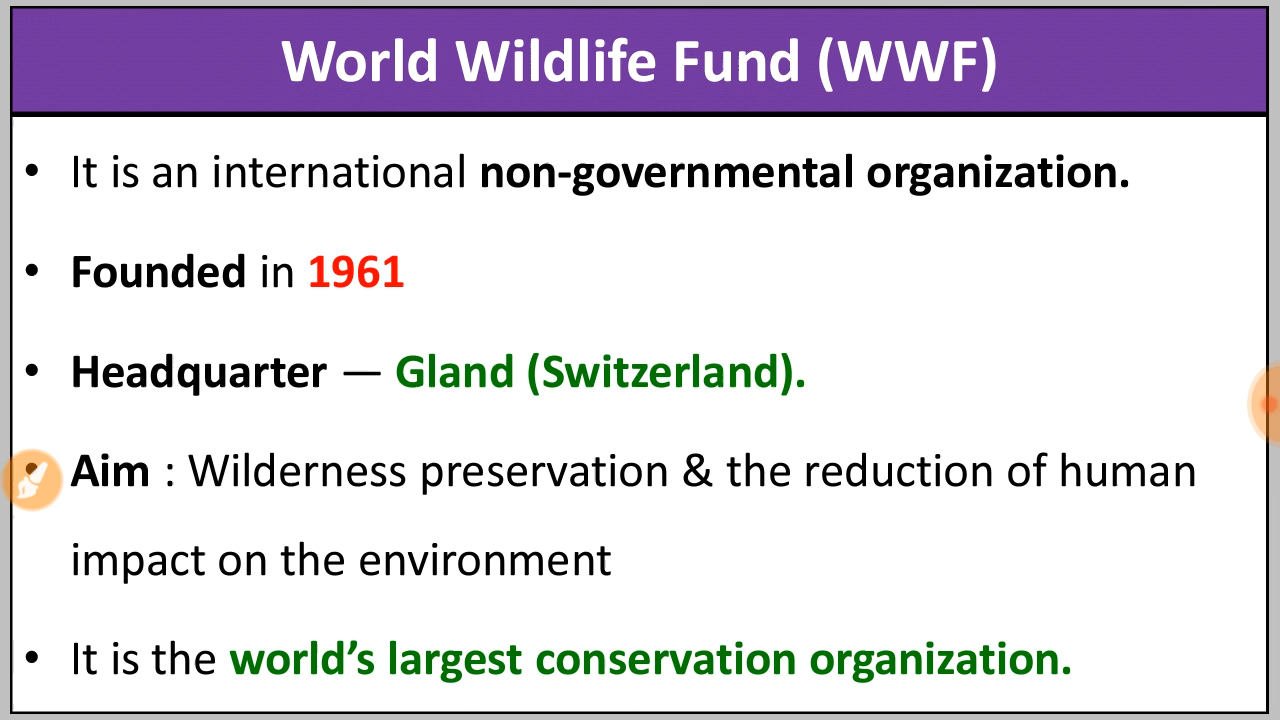 World Wildlife Fund (WWF)
• It is an international non-governmental organization.
• Founded in 1961
• Headquarter — Gland (Switzerland).
• Aim : Wilderness preservation & the reduction of human
impact on the environment
• It is the world’s largest conservation organization.